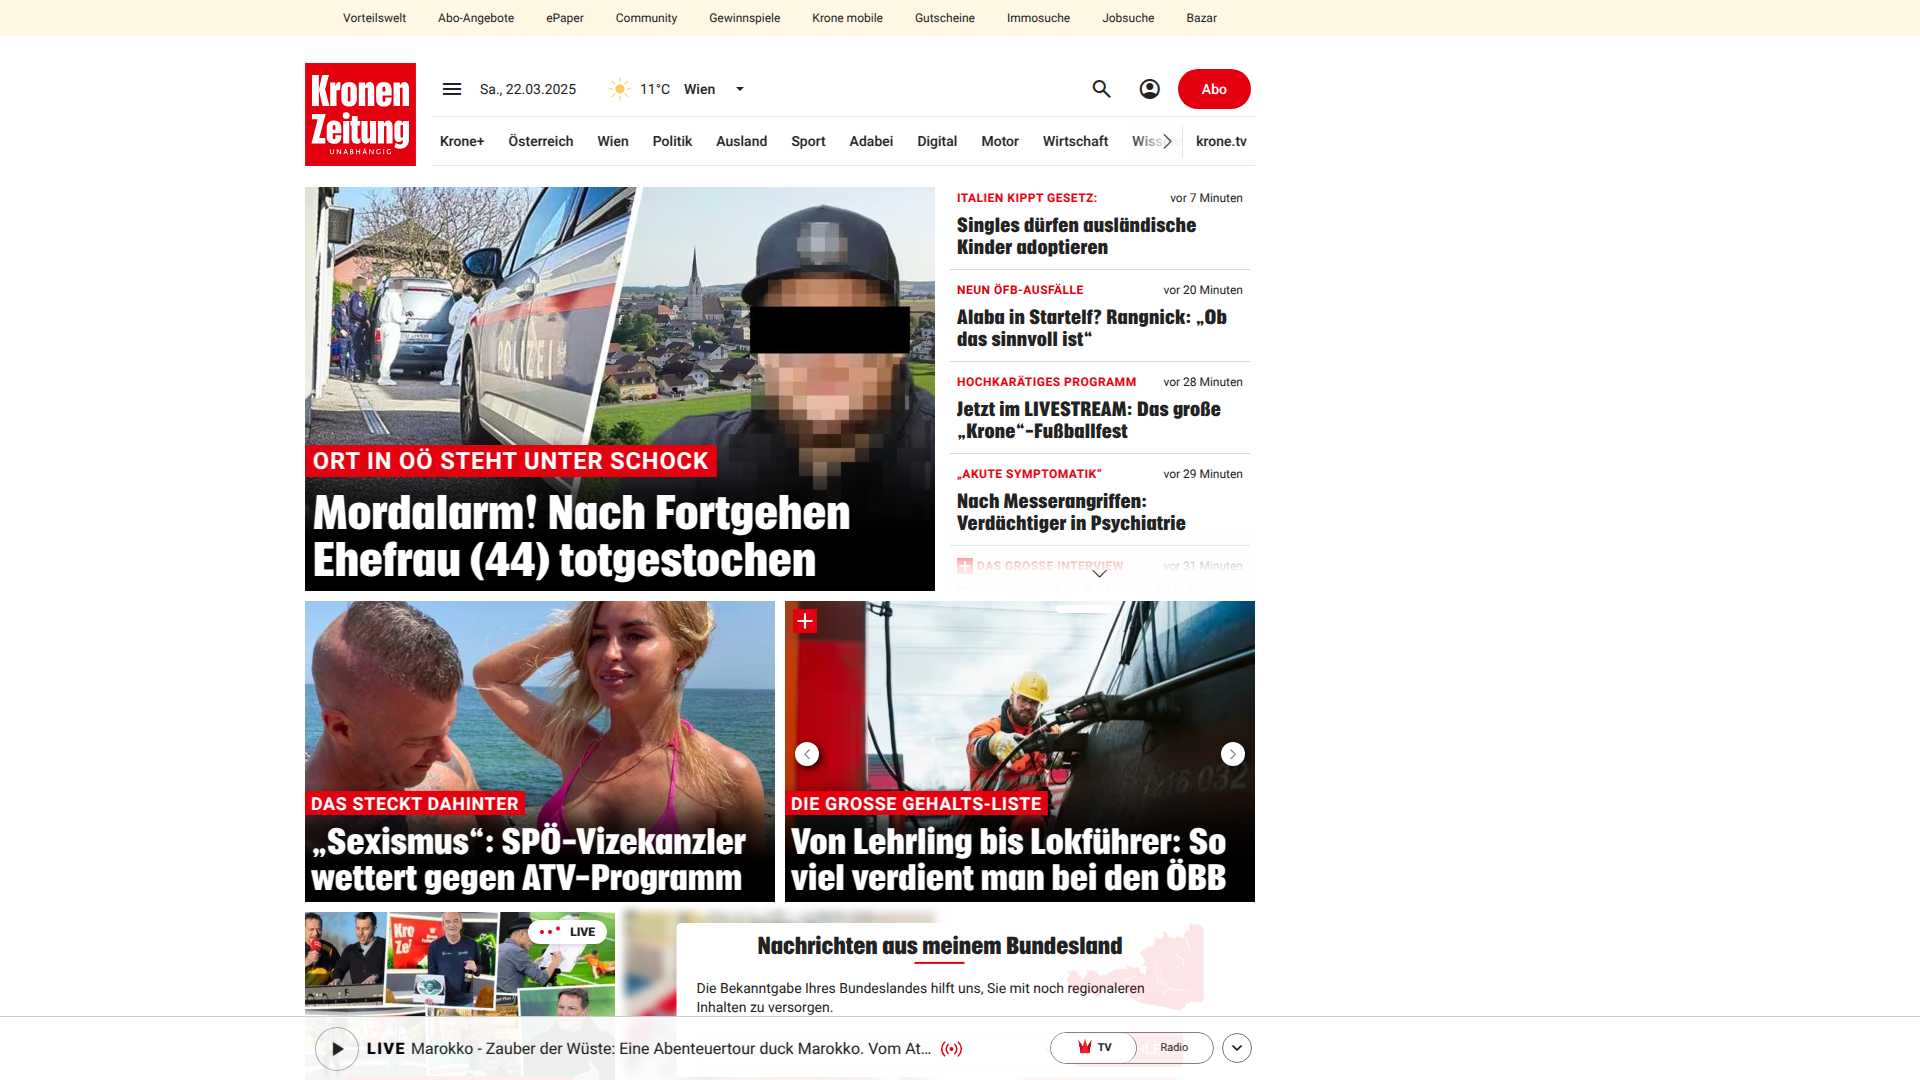 Vorteilswelt Abo-Angebote ePaper Community Gewinnspiele Krone mobile Gutscheine Immosuche Jobsuche Bazar
Kronen
Zeitung
UNABHÄNGIG
Sa., 22.03.2025 11°C Wien Abo
Krone+ Österreich Wien Politik Ausland Sport Adabei Digital Motor Wirtschaft krone.tv
POLIZEI
ORT IN OÖ STEHT UNTER SCHOCK
Mordalarm! Nach Fortgehen
Ehefrau (44) totgestochen
ITALIEN KIPPT GESETZ: vor 7 Minuten
Singles dürfen ausländische
Kinder adoptieren
NEUN ÖFB-AUSFÄLLE vor 20 Minuten
Alaba in Startelf? Rangnick: „Ob
das sinnvoll ist“
HOCHKARÄTIGES PROGRAMM vor 28 Minuten
Jetzt im LIVESTREAM: Das große
„Krone“-Fußballfest
„AKUTE SYMPTOMATIK“ vor 29 Minuten
Nach Messerangriffen:
Verdächtiger in Psychiatrie
DAS GROSSE INTERVIEW vor 31 Minuten
DAS STECKT DAHINTER
„Sexismus“: SPÖ-Vizekanzler
wettert gegen ATV-Programm
DIE GROSSE GEHALTS-LISTE
Von Lehrling bis Lokführer: So
viel verdient man bei den ÖBB
LIVE
Nachrichten aus meinem Bundesland
Die Bekanntgabe Ihres Bundeslandes hilft uns, Sie mit noch regionaleren
Inhalten zu versorgen.
LIVE Marokko - Zauber der Wüste: Eine Abenteuertour duck Marokko. Vom At... TV Radio